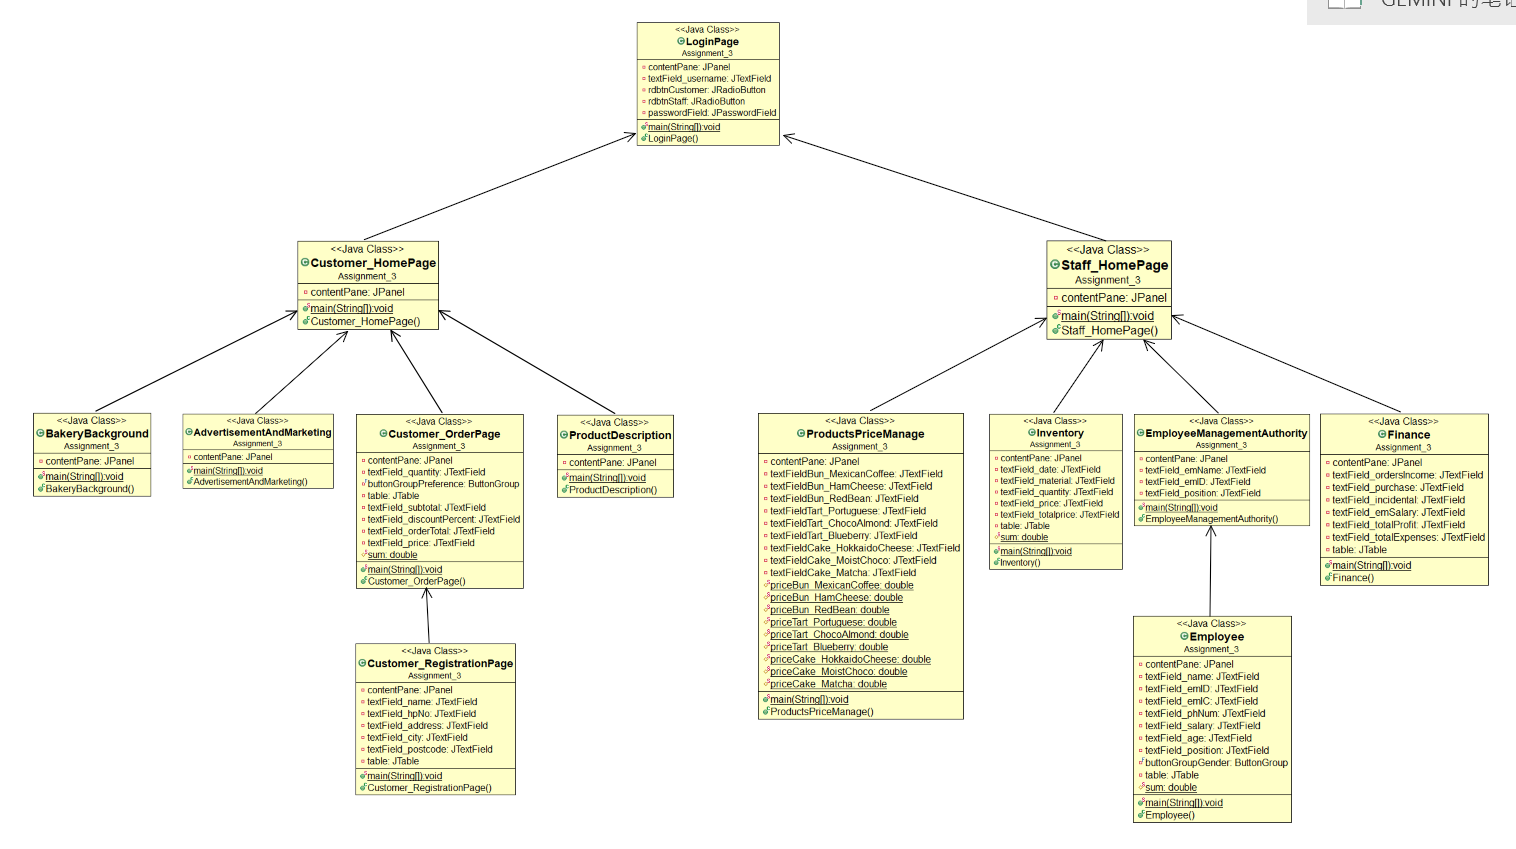 GEMINI 的笔记
<<Java Class>>
LoginPage
Assignment_3
contentPane: JPanel
textField_username: JTextField
rdbtnCustomer: JRadioButton
rdbtnStaff: JRadioButton
passwordField: JPasswordField
main(String[]):void
LoginPage()
<<Java Class>>
Customer_HomePage
Assignment_3
contentPane: JPanel
main(String[]):void
Customer_HomePage()
<<Java Class>>
Staff_HomePage
Assignment_3
contentPane: JPanel
main(String[]):void
Staff_HomePage()
<<Java Class>>
BakeryBackground
Assignment_3
contentPane: JPanel
main(String[]):void
BakeryBackground()
<<Java Class>>
AdvertisementAndMarketing
Assignment_3
contentPane: JPanel
main(String[]):void
AdvertisementAndMarketing()
<<Java Class>>
Customer_OrderPage
Assignment_3
contentPane: JPanel
textField_quantity: JTextField
buttonGroupPreference: ButtonGroup
table: JTable
textField_subtotal: JTextField
textField_discountPercent: JTextField
textField_orderTotal: JTextField
textField_price: JTextField
sum: double
main(String[]):void
Customer_OrderPage()
<<Java Class>>
ProductDescription
Assignment_3
contentPane: JPanel
main(String[]):void
ProductDescription()
<<Java Class>>
ProductsPriceManage
Assignment_3
contentPane: JPanel
textFieldBun_MexicanCoffee: JTextField
textFieldBun_HamCheese: JTextField
textFieldBun_RedBean: JTextField
textFieldTart_Portuguese: JTextField
textFieldTart_ChocoAlmond: JTextField
textFieldTart_Blueberry: JTextField
textFieldCake_HokkaidoCheese: JTextField
textFieldCake_MoistChoco: JTextField
textFieldCake_Matcha: JTextField
priceBun_MexicanCoffee: double
priceBun_HamCheese: double
priceBun_RedBean: double
priceTart_Portuguese: double
priceTart_ChocoAlmond: double
priceTart_Blueberry: double
priceCake_HokkaidoCheese: double
priceCake_MoistChoco: double
priceCake_Matcha: double
main(String[]):void
ProductsPriceManage()
<<Java Class>>
Inventory
Assignment_3
contentPane: JPanel
textField_date: JTextField
textField_material: JTextField
textField_quantity: JTextField
textField_price: JTextField
textField_totalprice: JTextField
table: JTable
sum: double
main(String[]):void
Inventory()
<<Java Class>>
EmployeeManagementAuthority
Assignment_3
contentPane: JPanel
textField_emName: JTextField
textField_emID: JTextField
textField_position: JTextField
main(String[]):void
EmployeeManagementAuthority()
<<Java Class>>
Finance
Assignment_3
contentPane: JPanel
textField_ordersIncome: JTextField
textField_purchase: JTextField
textField_incidental: JTextField
textField_emSalary: JTextField
textField_totalProfit: JTextField
textField_totalExpenses: JTextField
table: JTable
main(String[]):void
Finance()
<<Java Class>>
Customer_RegistrationPage
Assignment_3
contentPane: JPanel
textField_name: JTextField
textField_hpNo: JTextField
textField_address: JTextField
textField_city: JTextField
textField_postcode: JTextField
table: JTable
main(String[]):void
Customer_RegistrationPage()
<<Java Class>>
Employee
Assignment_3
contentPane: JPanel
textField_name: JTextField
textField_emID: JTextField
textField_emIC: JTextField
textField_phNum: JTextField
textField_salary: JTextField
textField_age: JTextField
textField_position: JTextField
buttonGroupGender: ButtonGroup
table: JTable
sum: double
main(String[]):void
Employee()